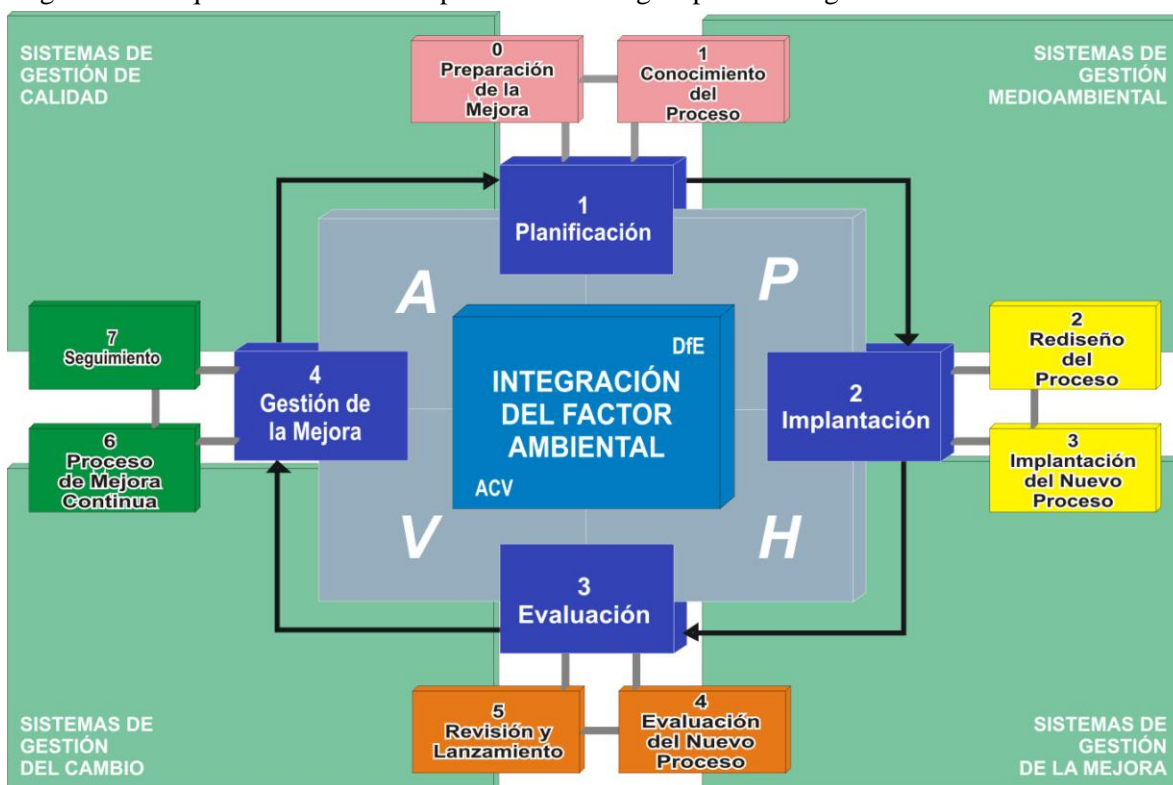 SISTEMAS DE
GESTIÓN DE
CALIDAD
0
Preparación
de la
Mejora
1
Conocimiento
del
Proceso
SISTEMAS DE
GESTIÓN
MEDIOAMBIENTAL
1
Planificación
A
P
7
Seguimiento
4
Gestión de
la Mejora
6
Proceso
de Mejora
Continua
DfE
INTEGRACIÓN
DEL FACTOR
AMBIENTAL
ACV
2
Implantación
2
Rediseño
del
Proceso
3
Implantación
del Nuevo
Proceso
V
H
3
Evaluación
SISTEMAS DE
GESTIÓN
DEL CAMBIO
5
Revisión y
Lanzamiento
4
Evaluación
del Nuevo
Proceso
SISTEMAS DE
GESTIÓN
DE LA MEJORA